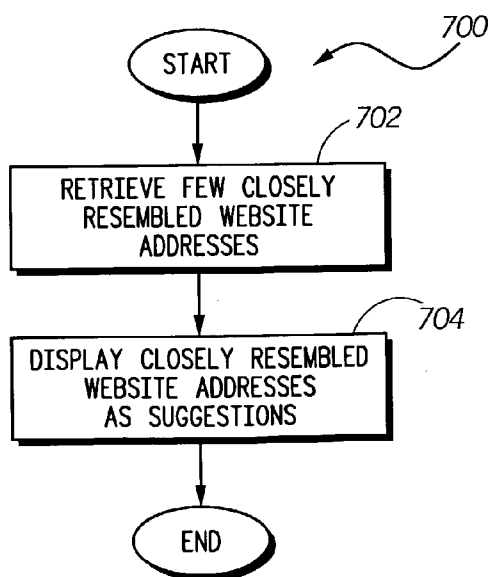 700
START
702
RETRIEVE FEW CLOSELY
RESEMBLED WEBSITE
ADDRESSES
704
DISPLAY CLOSELY RESEMBLED
WEBSITE ADDRESSES
AS SUGGESTIONS
END